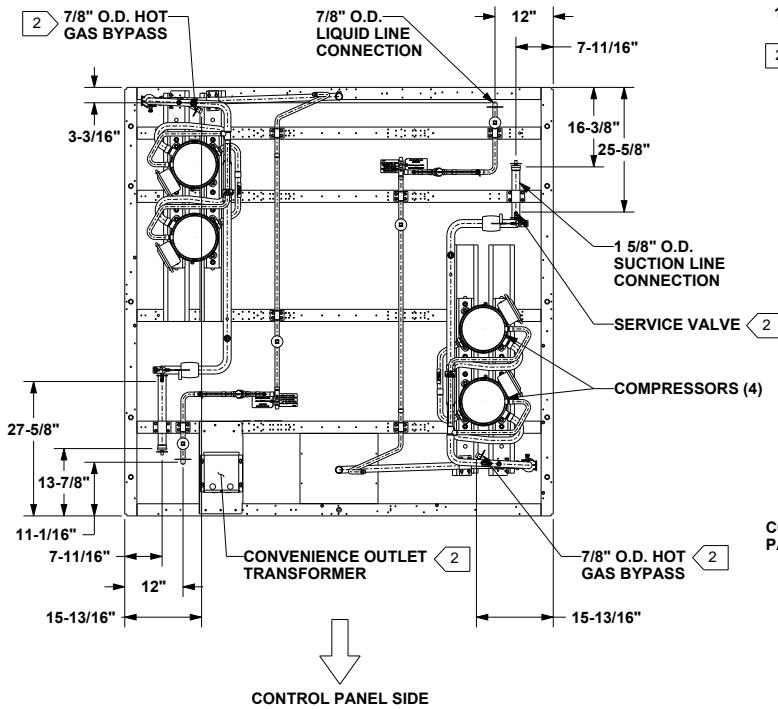 2
7/8" O.D. HOT
GAS BYPASS
7/8" O.D.
LIQUID LINE
CONNECTION
12"
7-11/16"
1
2
3-3/16"
16-3/8"
25-5/8"
1 5/8" O.D.
SUCTION LINE
CONNECTION
SERVICE VALVE
2
COMPRESSORS (4)
27-5/8"
13-7/8"
11-1/16"
7-11/16"
12"
15-13/16"
CONVENIENCE OUTLET
TRANSFORMER
2
7/8" O.D. HOT
GAS BYPASS
2
15-13/16"
CONTROL PANEL SIDE